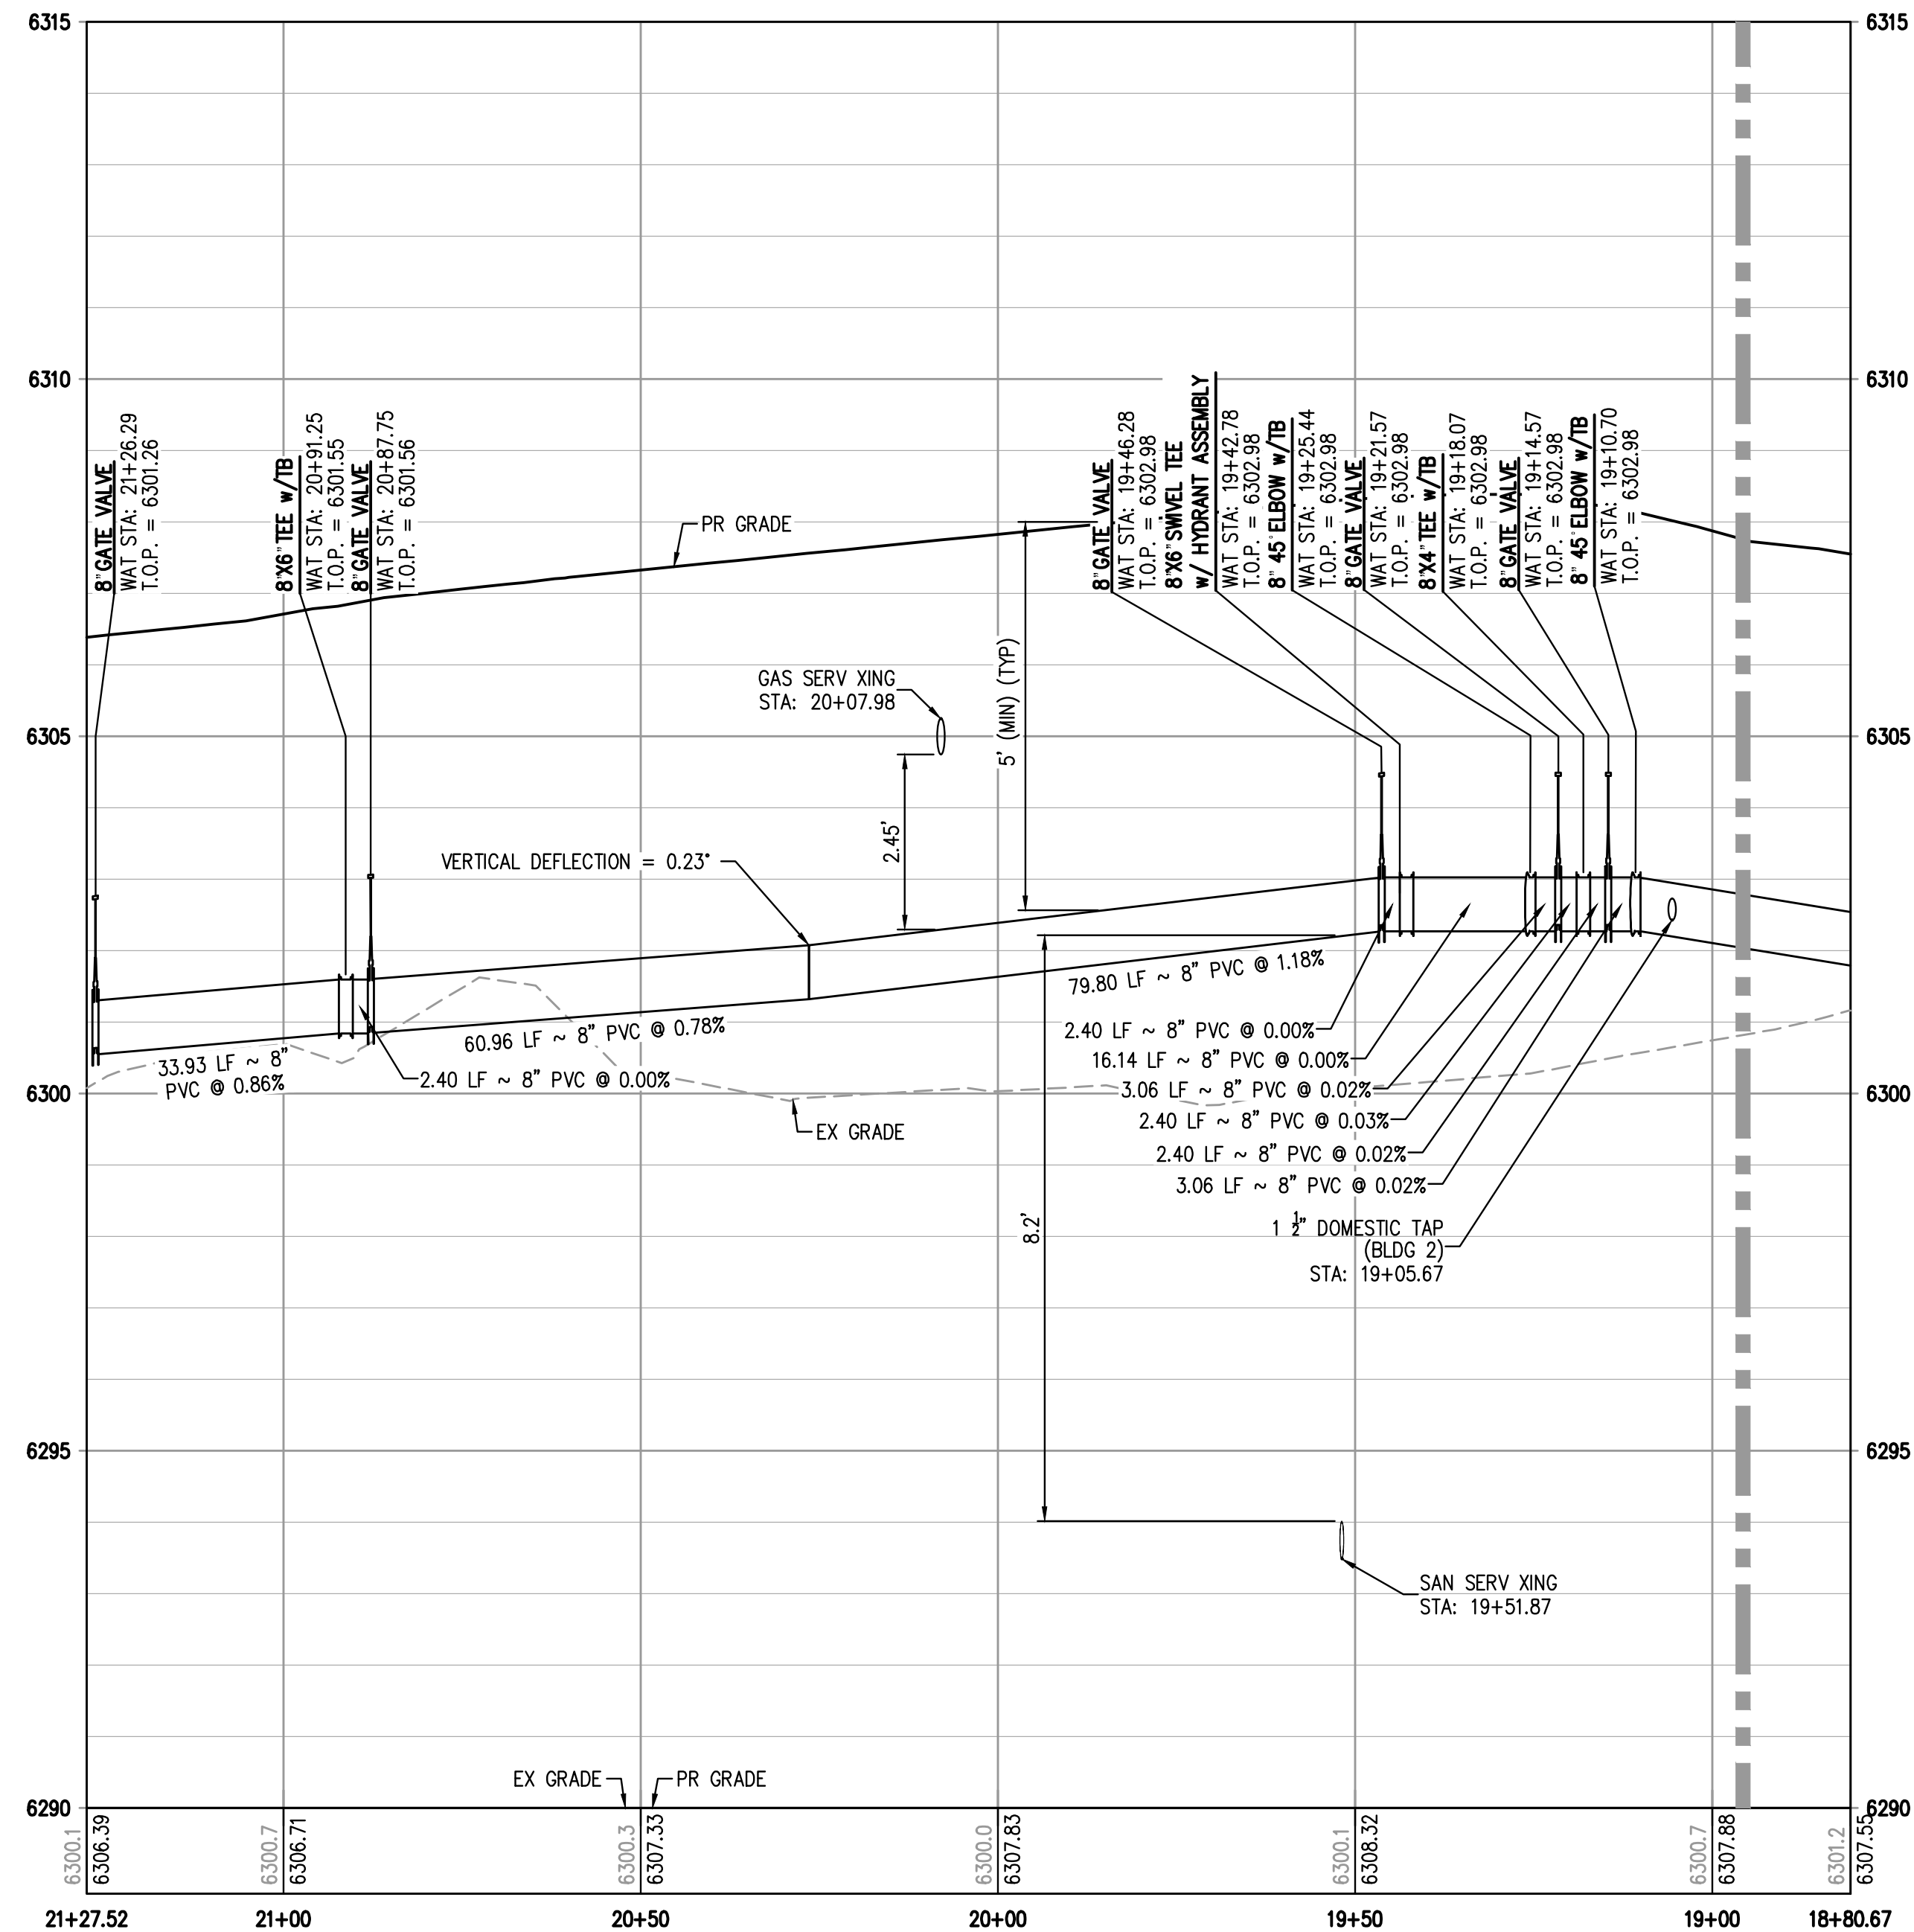 6315
6315
6310
6310
6305
6305
6300
6300
6295
6295
6290
6290
8" GATE VALVE
WAT STA: 21+26.29
T.O.P. = 6301.26
8"X6" TEE w/TB
WAT STA: 20+91.25
T.O.P. = 6301.55
8" GATE VALVE
WAT STA: 20+87.75
T.O.P. = 6301.56
PR GRADE
8" GATE VALVE
WAT STA: 19+46.28
T.O.P. = 6302.98
8"X6" SWIVEL TEE
w/ HYDRANT ASSEMBLY
WAT STA: 19+42.78
T.O.P. = 6302.98
8" 45° ELBOW w/TB
WAT STA: 19+25.44
T.O.P. = 6302.98
8" GATE VALVE
WAT STA: 19+21.57
T.O.P. = 6302.98
8"X4" TEE w/TB
WAT STA: 19+18.07
T.O.P. = 6302.98
8" GATE VALVE
WAT STA: 19+14.57
T.O.P. = 6302.98
8" 45° ELBOW w/TB
WAT STA: 19+10.70
T.O.P. = 6302.98
GAS SERV XING
STA: 20+07.98
5' (MIN) (TYP)
2.45'
VERTICAL DEFLECTION = 0.23°
33.93 LF ~ 8"
PVC @ 0.86%
60.96 LF ~ 8" PVC @ 0.78%
2.40 LF ~ 8" PVC @ 0.00%
79.80 LF ~ 8" PVC @ 1.18%
2.40 LF ~ 8" PVC @ 0.00%
16.14 LF ~ 8" PVC @ 0.00%
3.06 LF ~ 8" PVC @ 0.02%
2.40 LF ~ 8" PVC @ 0.03%
2.40 LF ~ 8" PVC @ 0.02%
3.06 LF ~ 8" PVC @ 0.02%
EX GRADE
8.2'
1 1/2" DOMESTIC TAP
(BLDG 2)
STA: 19+05.67
SAN SERV XING
STA: 19+51.87
EX GRADE
PR GRADE
6300.1
6306.39
6300.7
6306.71
6300.3
6307.33
6300.0
6307.83
6300.1
6308.32
6300.7
6307.88
6301.2
6307.55
21+27.52
21+00
20+50
20+00
19+50
19+00
18+80.67